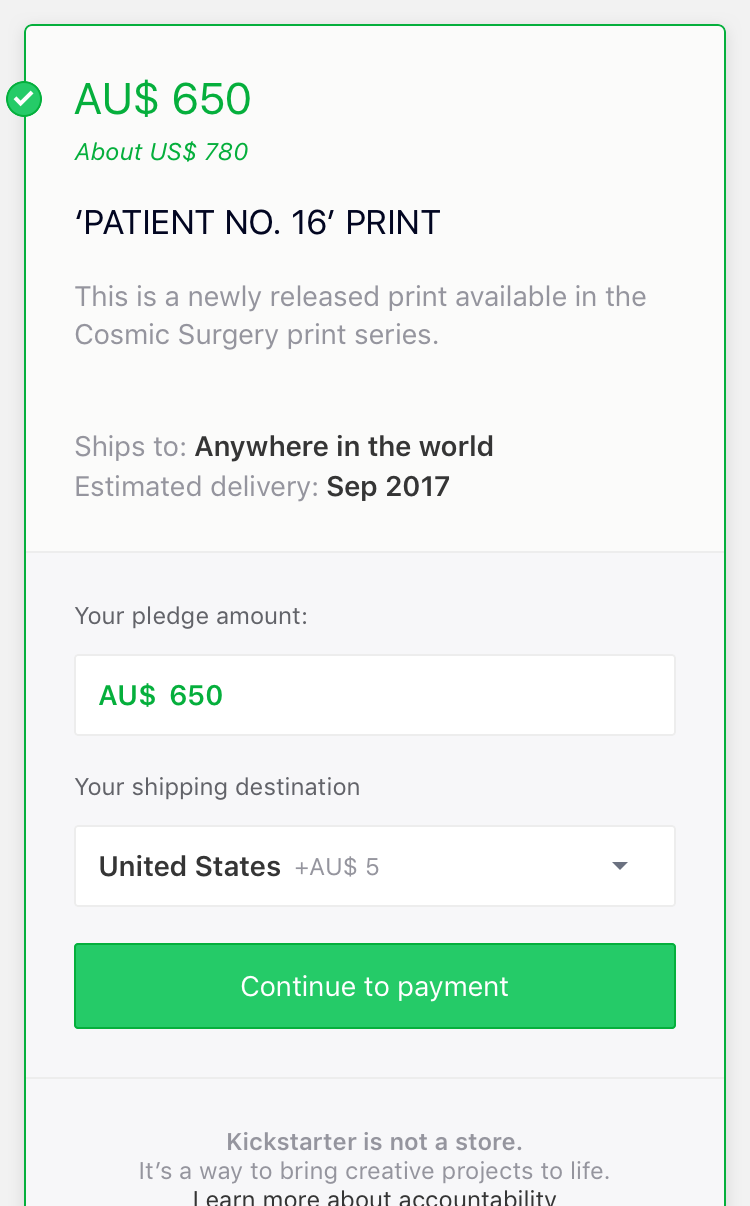 AU$ 650
About US$ 780
‘PATIENT NO. 16’ PRINT
This is a newly released print available in the
Cosmic Surgery print series.
Ships to: Anywhere in the world
Estimated delivery: Sep 2017
Your pledge amount:
AU$ 650
Your shipping destination
United States +AU$ 5
Continue to payment
Kickstarter is not a store.
It’s a way to bring creative projects to life.
Learn more about accountability